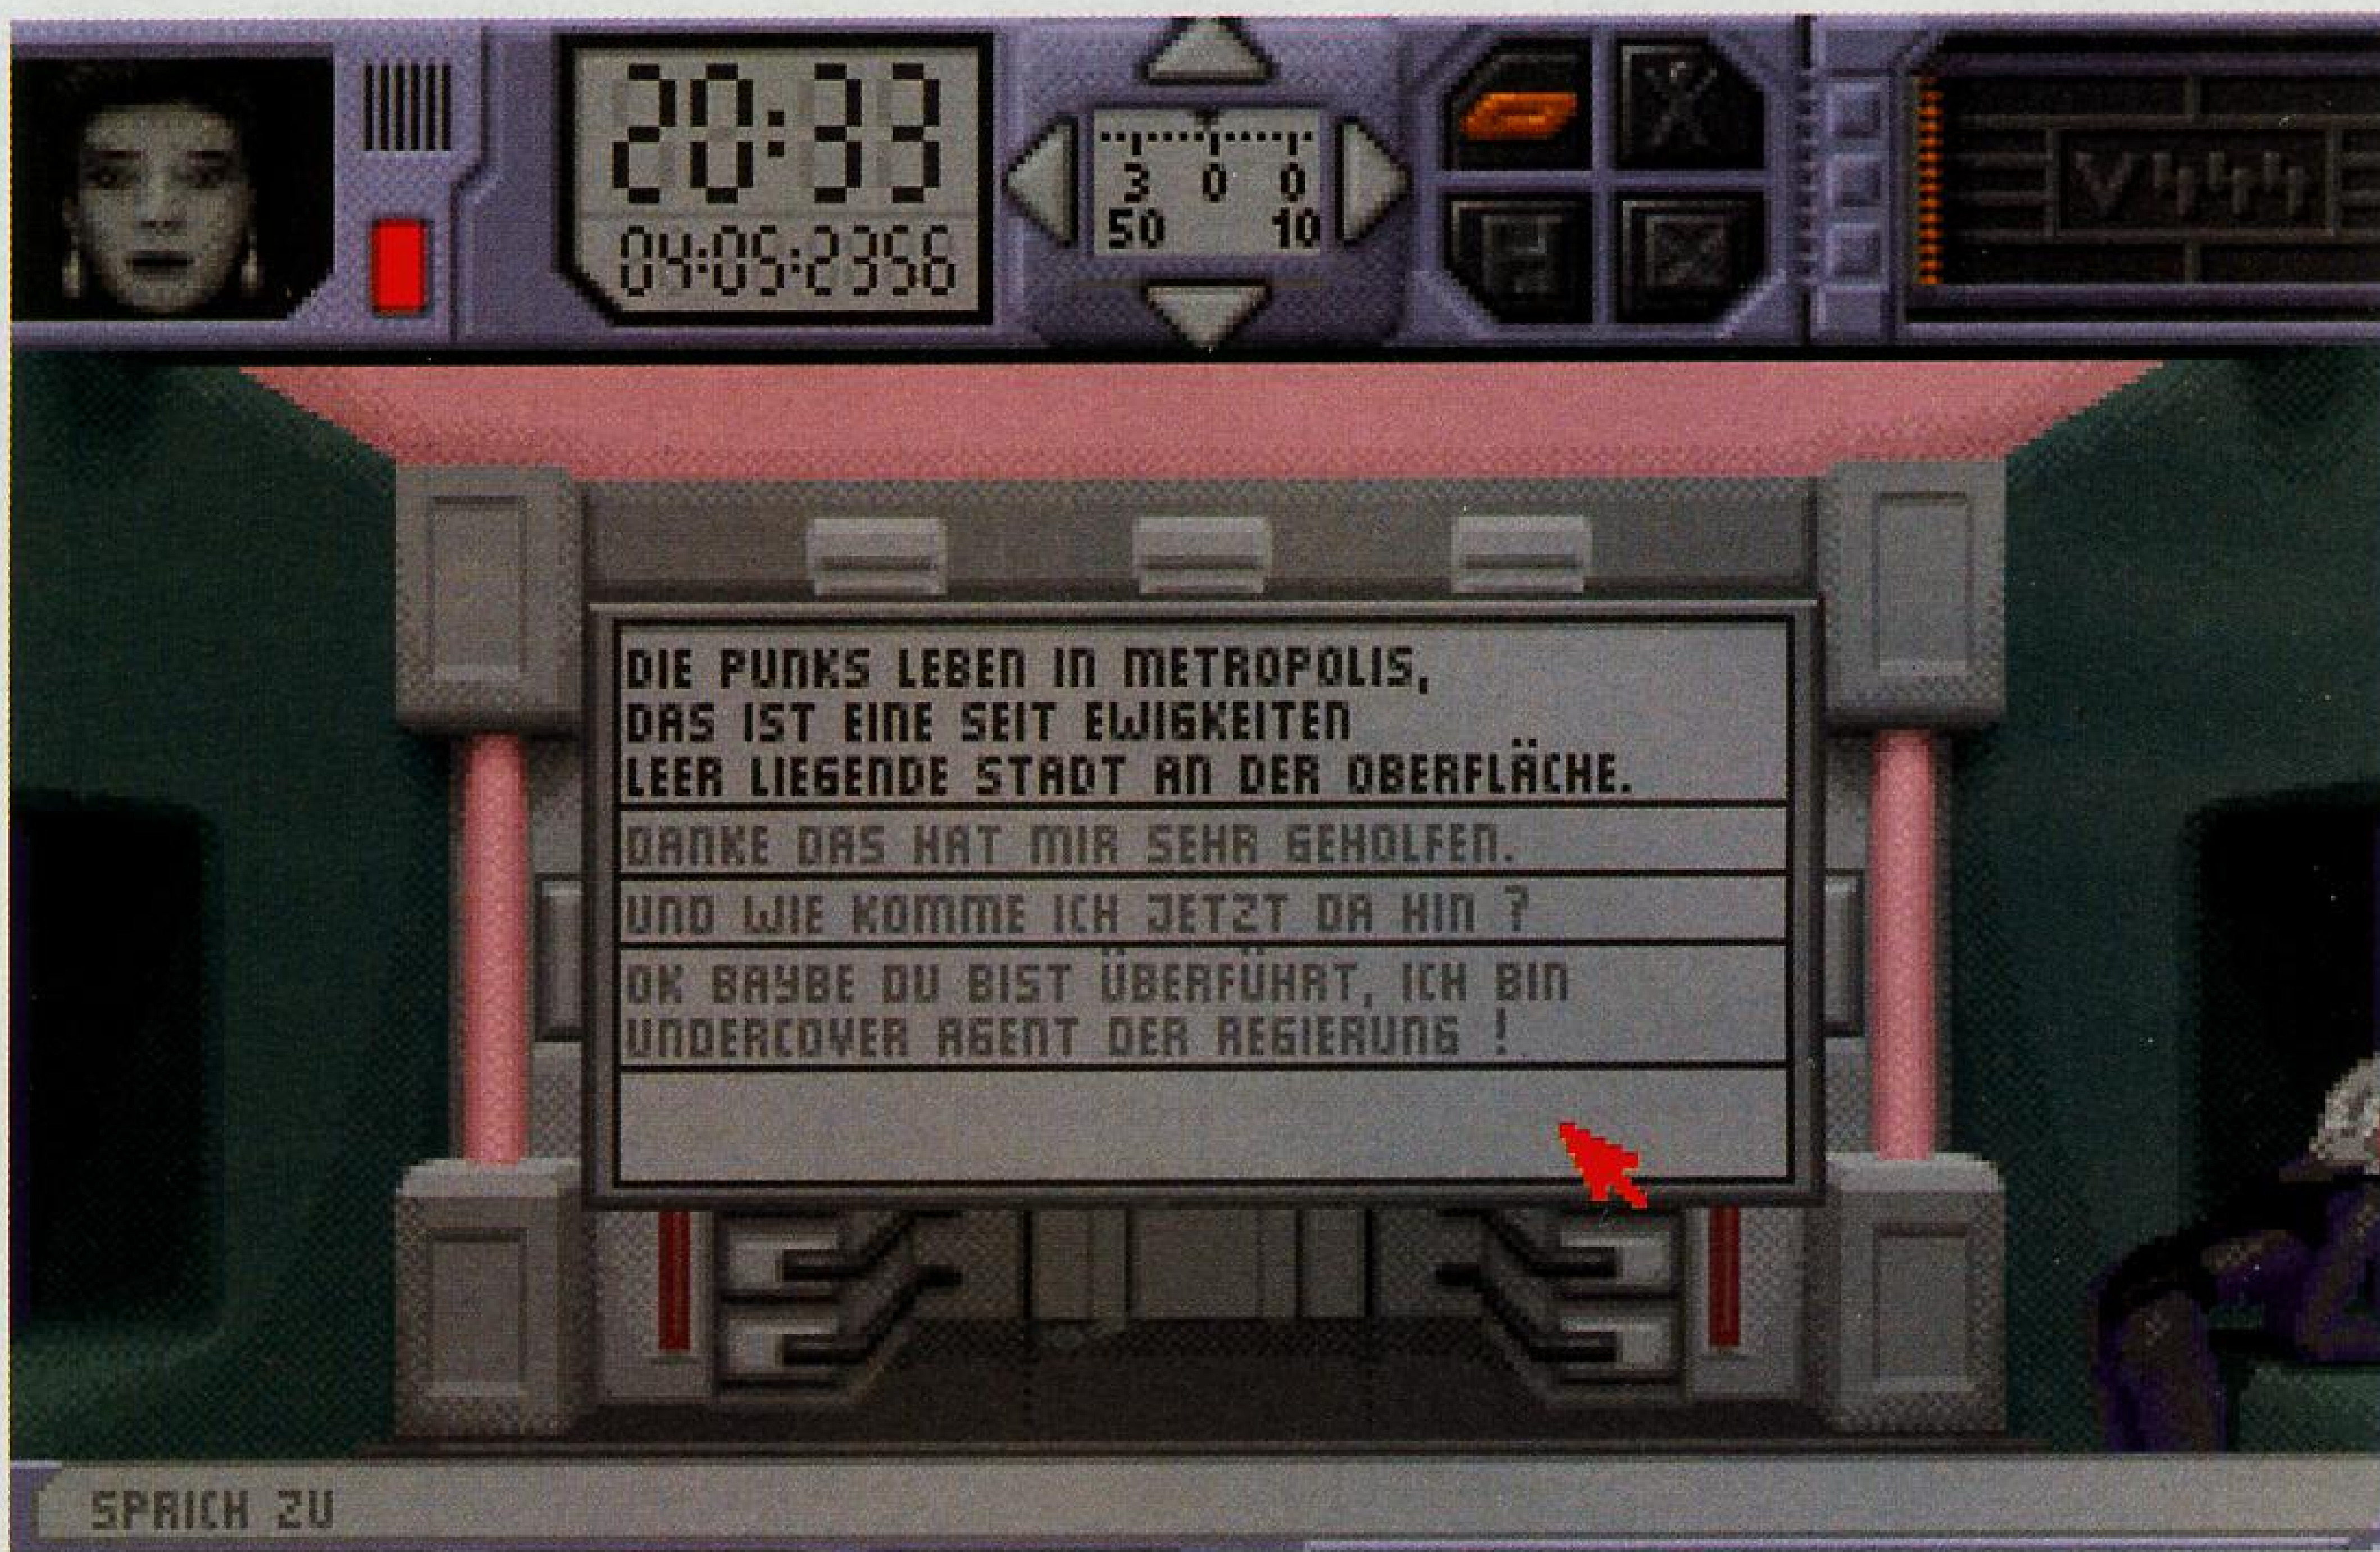 20:33
04:05:2356
3 0 0
50 10
V444
DIE PUNKS LEBEN IN METROPOLIS,
DAS IST EINE SEIT EWIGKEITEN
LEER LIEGENDE STADT AN DER OBERFLÄCHE.
DANKE DAS HAT MIR SEHR GEHOLFEN.
UND WIE KOMME ICH JETZT DA HIN ?
OK BAYBE DU BIST ÜBERFÜHRT, ICH BIN
UNDERCOVER AGENT DER REGIERUNG !
SPRICH ZU